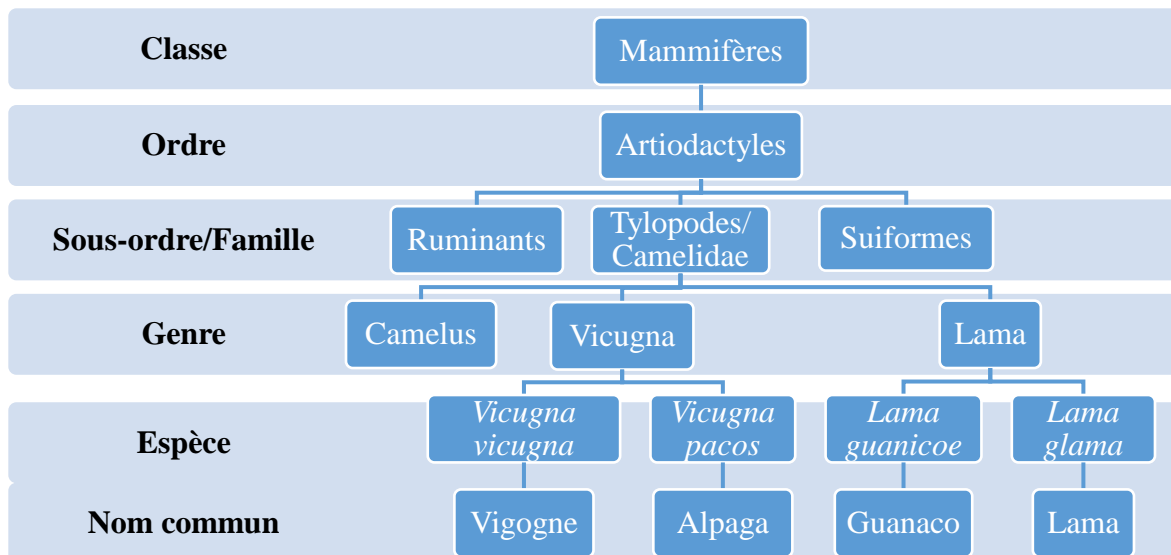 Classe
Mammifères
Ordre
Artiodactyles
Sous-ordre/Famille
Ruminants
Tylopodes/
Camelidae
Suiformes
Genre
Camelus
Vicugna
Lama
Espèce
Vicugna
vicugna
Vicugna
pacos
Lama
guanicoe
Lama
glama
Nom commun
Vigogne
Alpaga
Guanaco
Lama